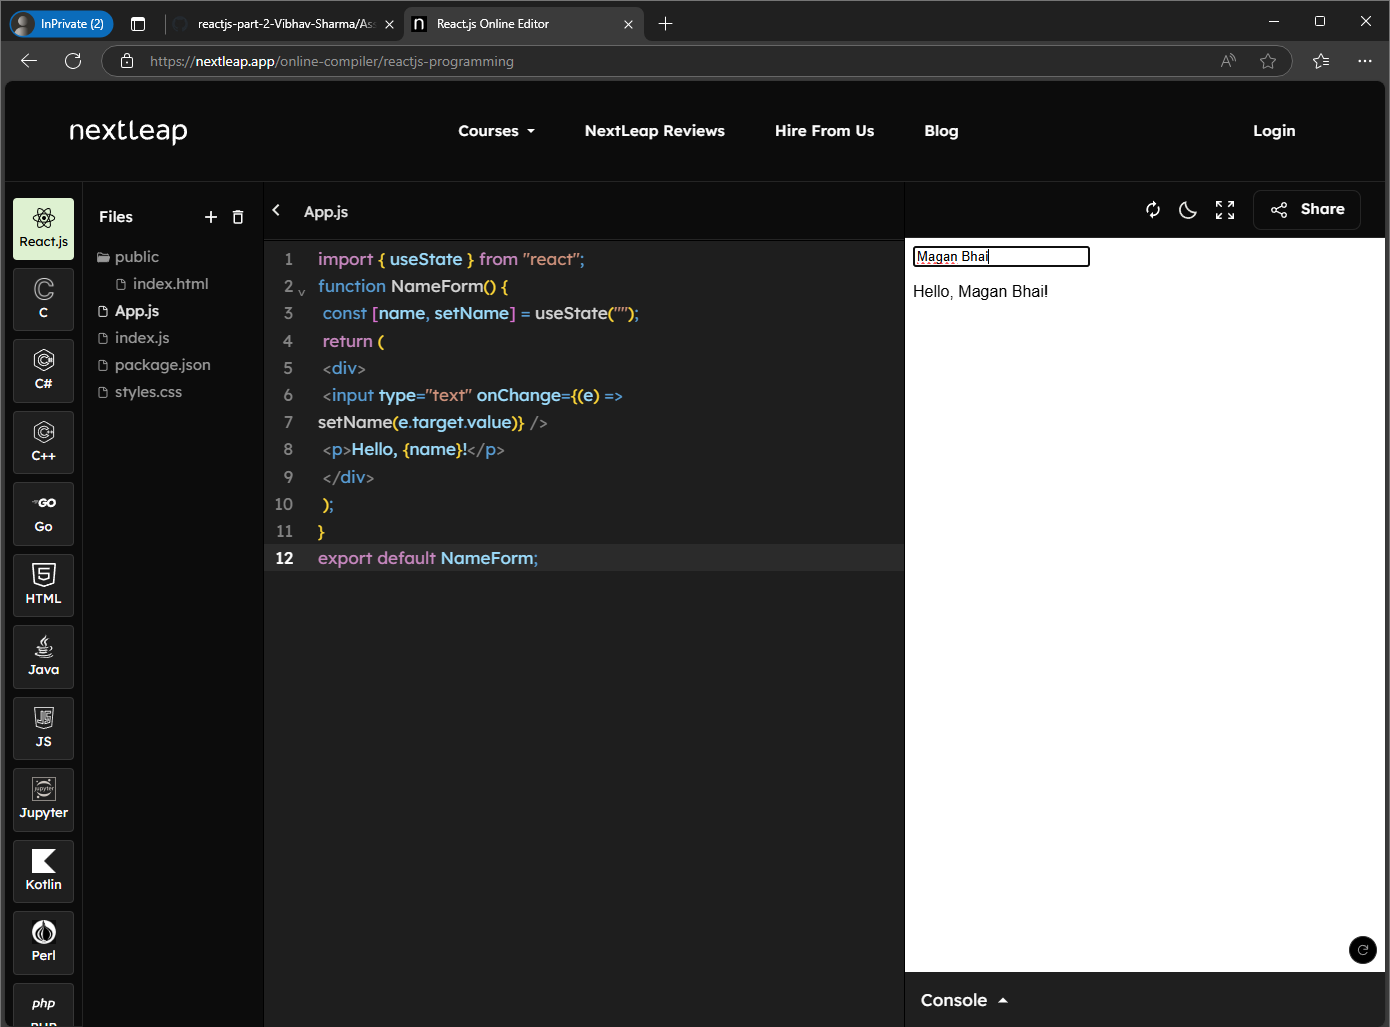 InPrivate (2)
reactjs-part-2-Vibhav-Sharma/As
React.js Online Editor
https://nextleap.app/online-compiler/reactjs-programming
nextleap
Courses
NextLeap Reviews
Hire From Us
Blog
Login
React.js
C
C#
C++
Go
HTML
Java
JS
Jupyter
Kotlin
Perl
php
Files
public
index.html
App.js
index.js
package.json
styles.css
App.js
1 import { useState } from "react";
2 function NameForm() {
3 const [name, setName] = useState("");
4 return (
5 <div>
6 <input type="text" onChange={(e) =>
7 setName(e.target.value)} />
8 <p>Hello, {name}!</p>
9 </div>
10 );
11 }
12 export default NameForm;
Share
Magan Bhai
Hello, Magan Bhai!
Console